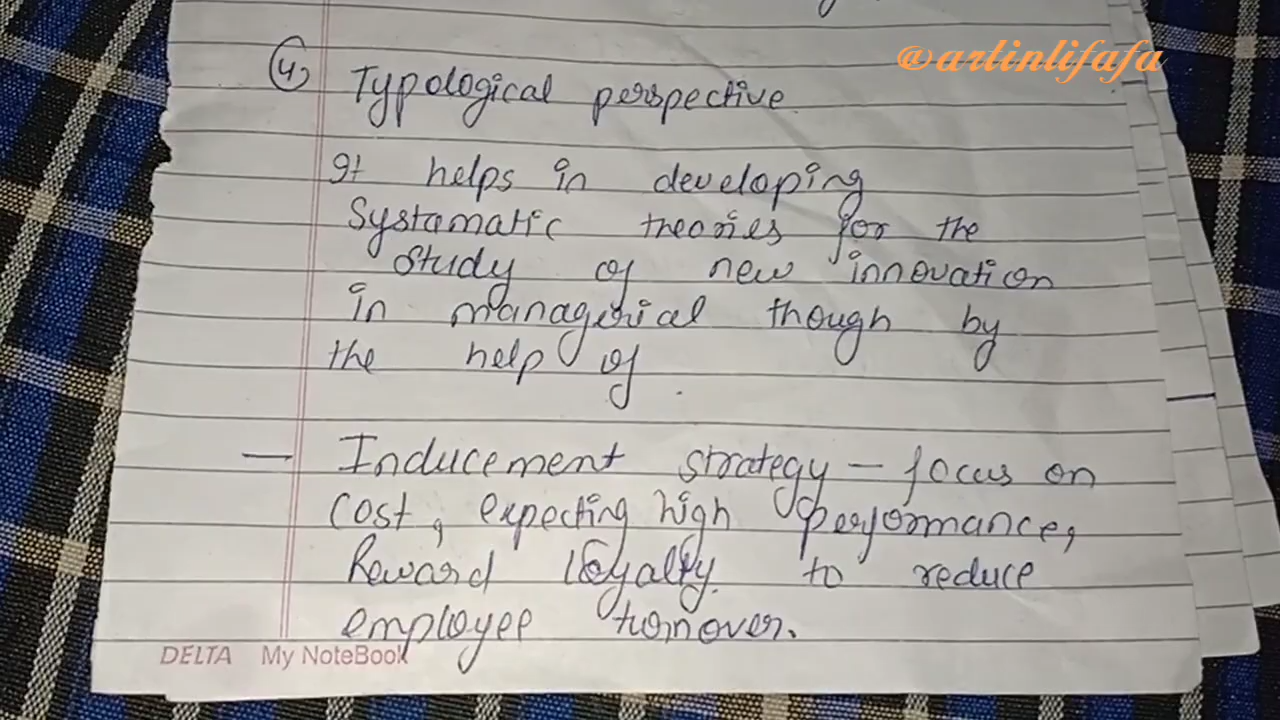 @artinlifafa
(4) Typological perspective
It helps in developing
Systamatic theories for the
Study of new innovation
in managerial though by
the help of
— Inducement strategy – focus on
cost, expecting high performance,
Reward loyalty to reduce
employee turnover.
DELTA My NoteBook